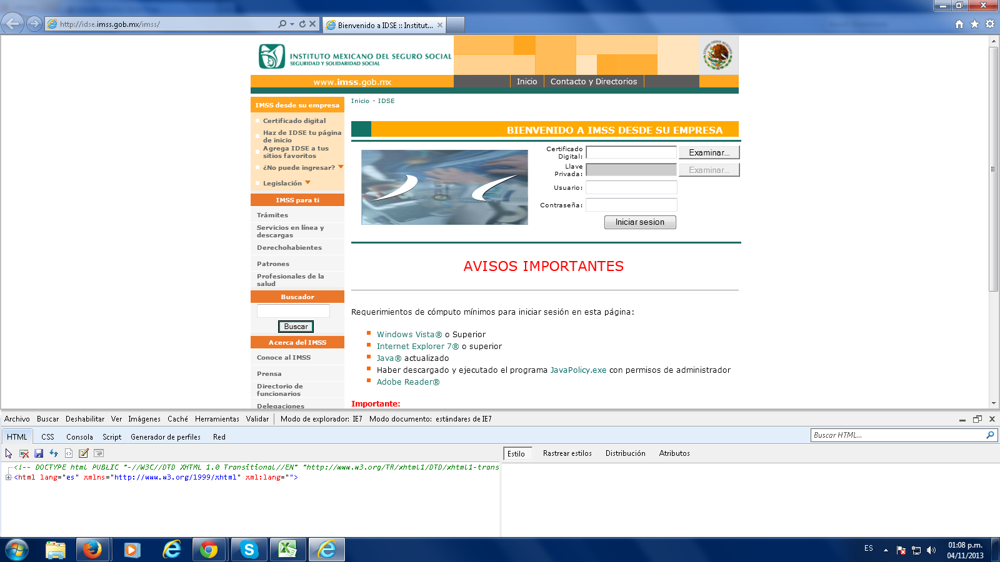 http://idse.imss.gob.mx/imss/
Bienvenido a IDSE :: Institut...
INSTITUTO MEXICANO DEL SEGURO SOCIAL
SEGURIDAD Y SOLIDARIDAD SOCIAL
www.imss.gob.mx
Inicio
Contacto y Directorios
IMSS desde su empresa
Certificado digital
Haz de IDSE tu página
de inicio
Agrega IDSE a tus
sitios favoritos
¿No puede ingresar?
Legislación
IMSS para ti
Trámites
Servicios en línea y
descargas
Derechohabientes
Patrones
Profesionales de la
salud
Buscador
Buscar
Acerca del IMSS
Conoce al IMSS
Prensa
Directorio de
funcionarios
Delegaciones
Inicio - IDSE
BIENVENIDO A IMSS DESDE SU EMPRESA
Certificado
Digital:
Examinar...
Llave
Privada:
Examinar...
Usuario:
Contraseña:
Iniciar sesion
AVISOS IMPORTANTES
Requerimientos de cómputo mínimos para iniciar sesión en esta página:
Windows Vista® o Superior
Internet Explorer 7® o superior
Java® actualizado
Haber descargado y ejecutado el programa JavaPolicy.exe con permisos de administrador
Adobe Reader®
Importante:
Archivo Buscar Deshabilitar Ver Imágenes Caché Herramientas Validar Modo de explorador: IE7 Modo documento: estándares de IE7
HTML CSS Consola Script Generador de perfiles Red
Buscar HTML...
Estilo Rastrear estilos Distribución Atributos
<!-- DOCTYPE html PUBLIC "-//W3C//DTD XHTML 1.0 Transitional//EN" "http://www.w3.org/TR/xhtml1/DTD/xhtml1-trans
<html lang="es" xmlns="http://www.w3.org/1999/xhtml" xml:lang="">
ES
01:08 p.m.
04/11/2013